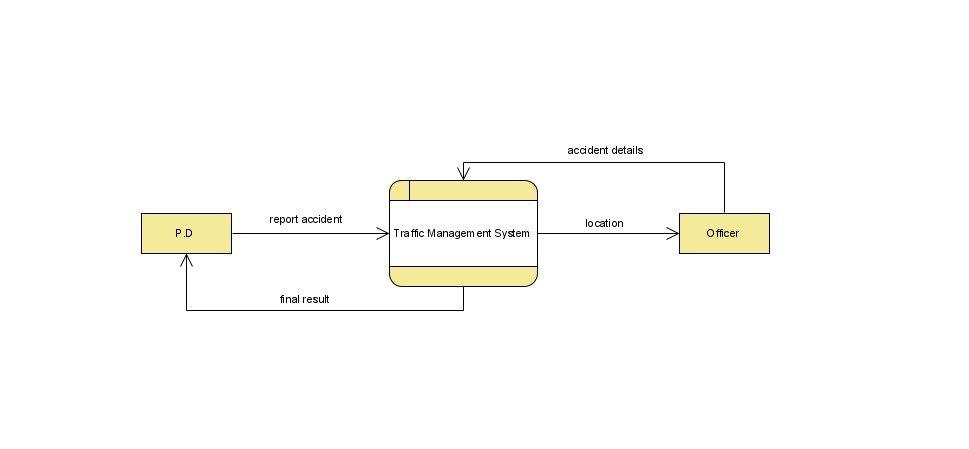 accident details
report accident
location
P.D
Traffic Management System
Officer
final result